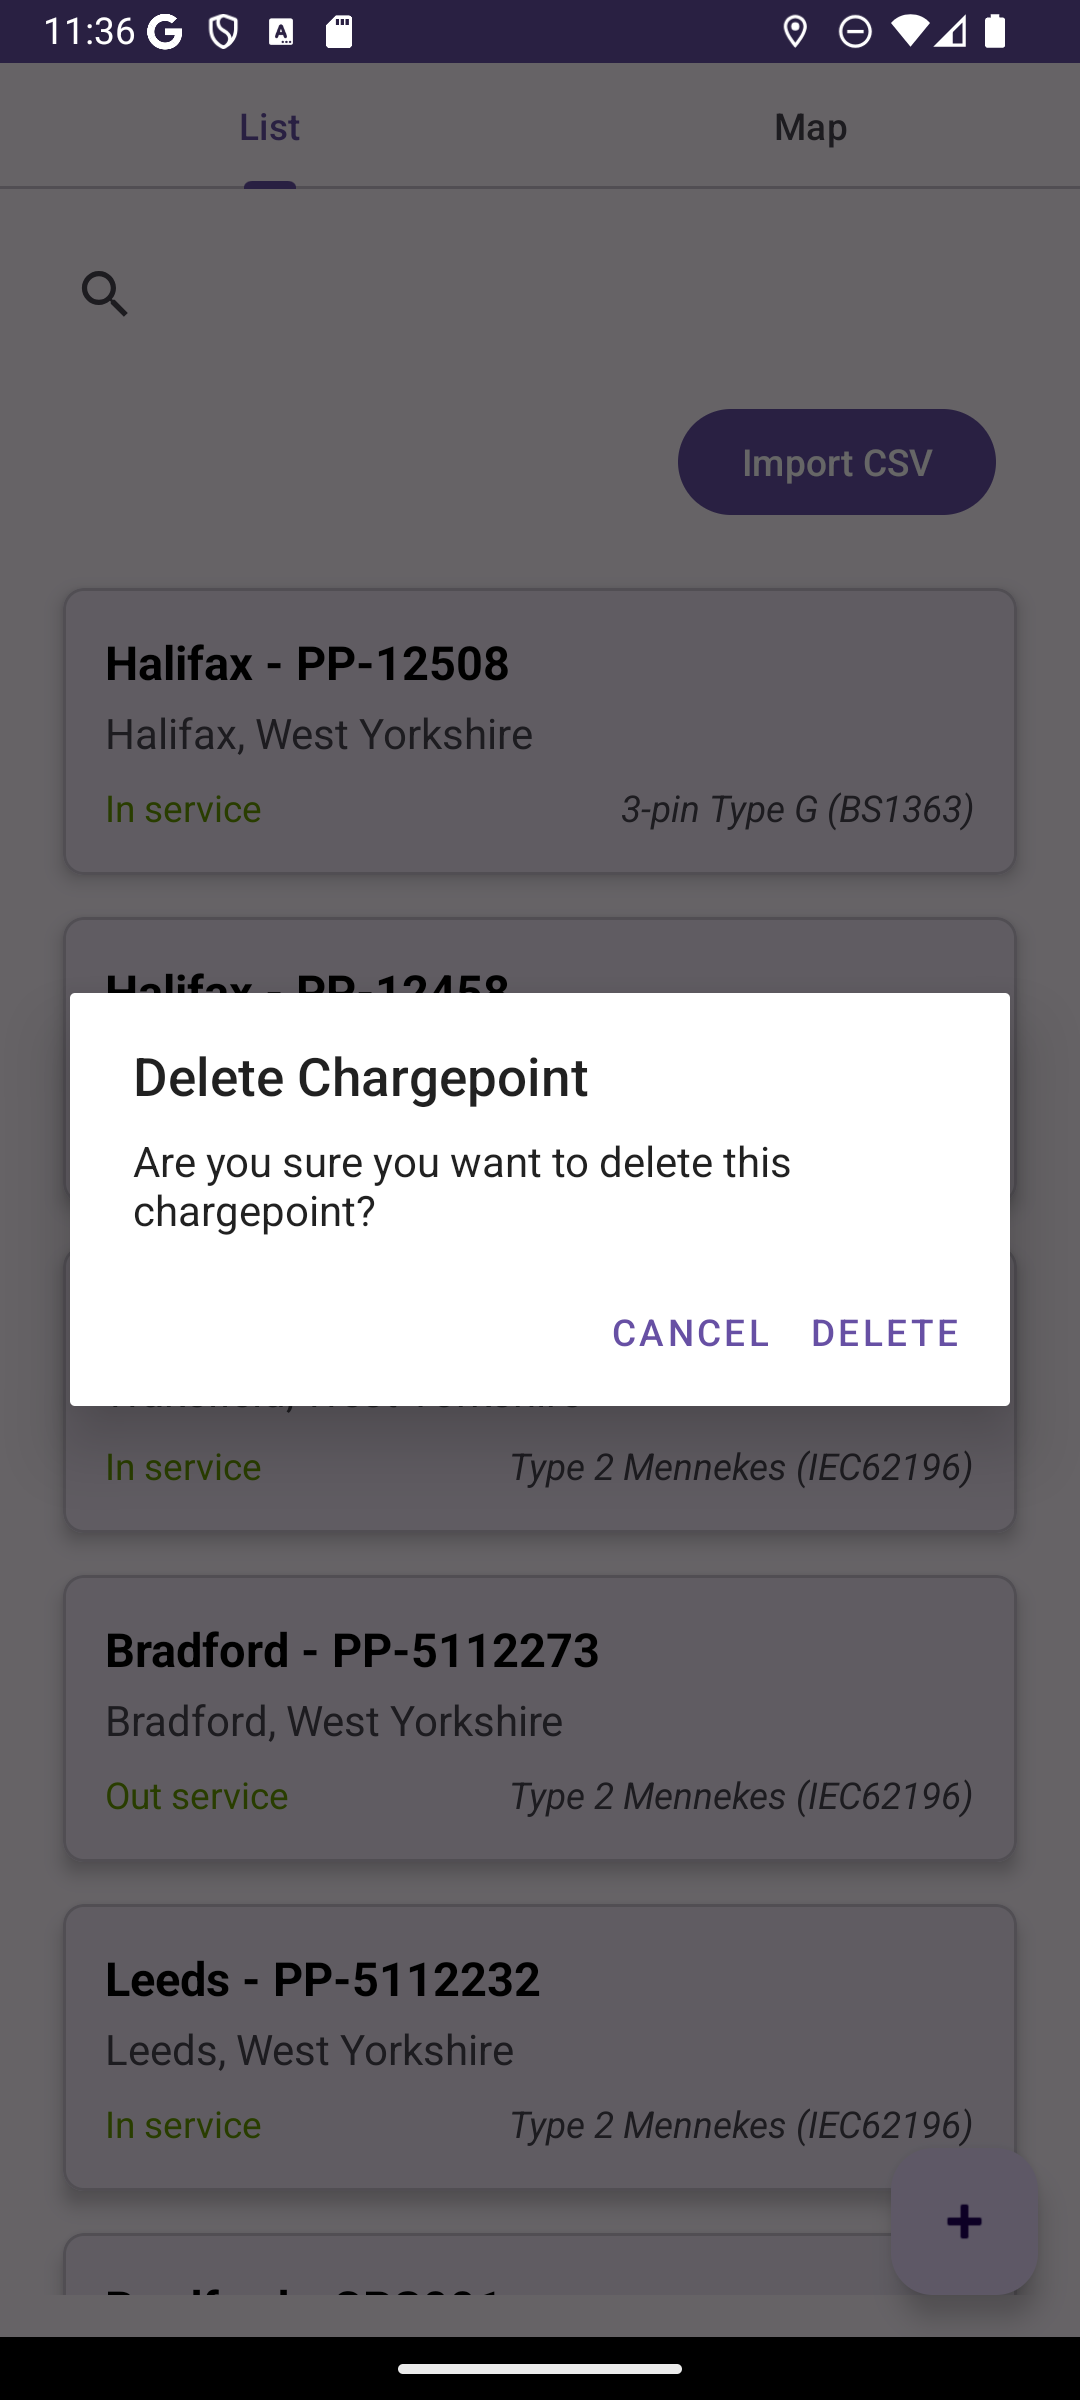 11:36
List
Map
Import CSV
Halifax - PP-12508
Halifax, West Yorkshire
In service
3-pin Type G (BS1363)
Halifax - PP-12458
Delete Chargepoint
Are you sure you want to delete this
chargepoint?
CANCEL
DELETE
In service
Type 2 Mennekes (IEC62196)
Bradford - PP-5112273
Bradford, West Yorkshire
Out service
Type 2 Mennekes (IEC62196)
Leeds - PP-5112232
Leeds, West Yorkshire
In service
Type 2 Mennekes (IEC62196)